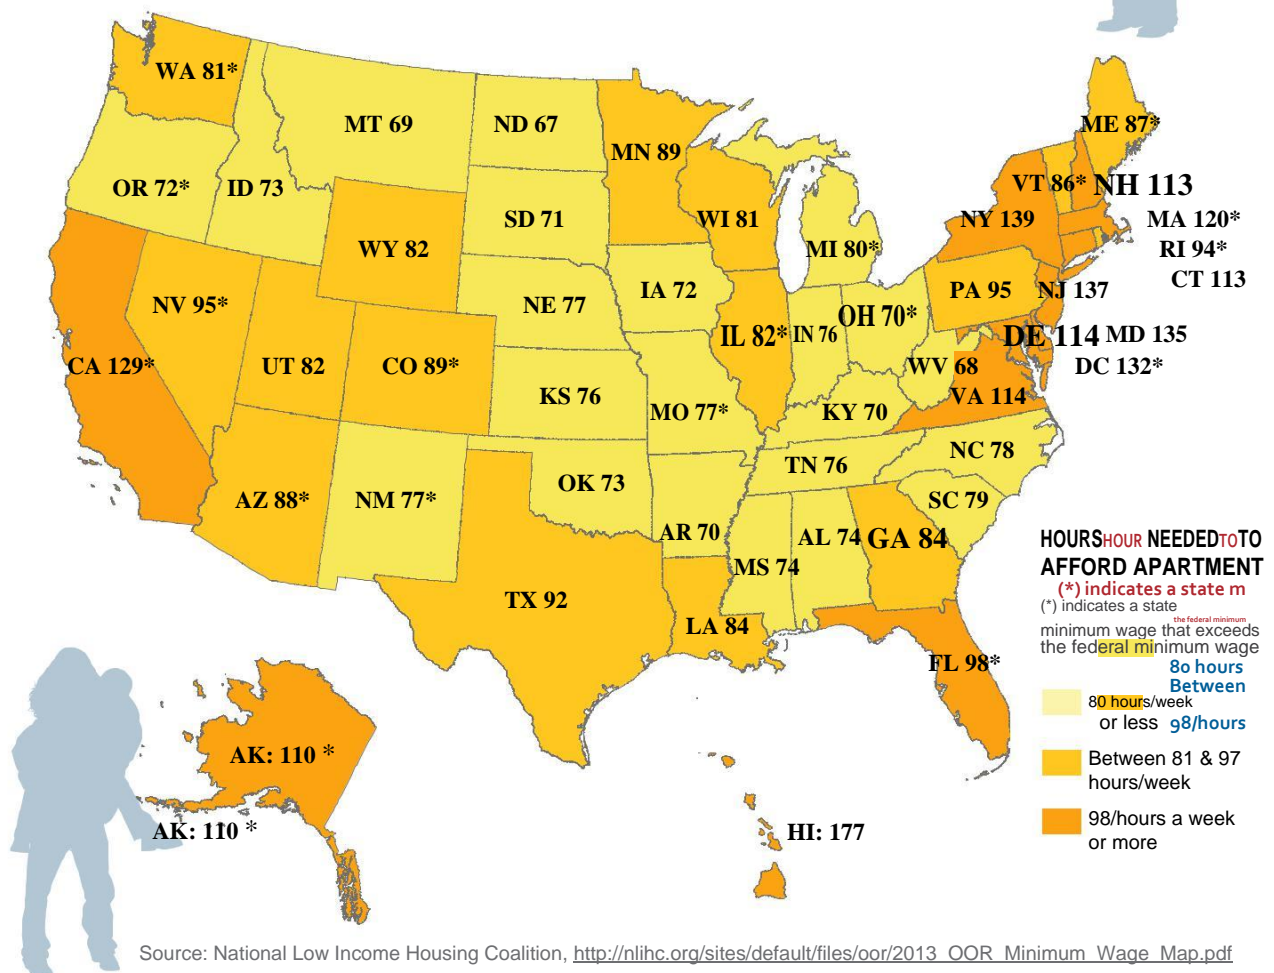 WA 81*
MT 69
ND 67
MN 89
ME 87*
OR 72*
ID 73
VT 86*
NH 113
SD 71
WI 81
NY 139
MA 120*
WY 82
MI 80*
RI 94*
CT 113
NV 95*
NE 77
IA 72
PA 95
NJ 137
OH 70*
IL 82*
IN 76
DE 114
MD 135
CA 129*
UT 82
CO 89*
WV 68
DC 132*
KS 76
VA 114
MO 77*
KY 70
NC 78
TN 76
AZ 88*
NM 77*
OK 73
SC 79
AR 70
AL 74
GA 84
MS 74
TX 92
LA 84
FL 98*
AK: 110 *
AK: 110 *
HI: 177
HOURSHOUR NEEDEDTOTO
AFFORD APARTMENT
(*) indicates a state m
(*) indicates a state
the federal minimum
minimum wage that exceeds
the federal minimum wage
80 hours
Between
80 hours/week
or less
98/hours
Between 81 & 97
hours/week
98/hours a week
or more
Source: National Low Income Housing Coalition, http://nlihc.org/sites/default/files/oor/2013_OOR_Minimum_Wage_Map.pdf